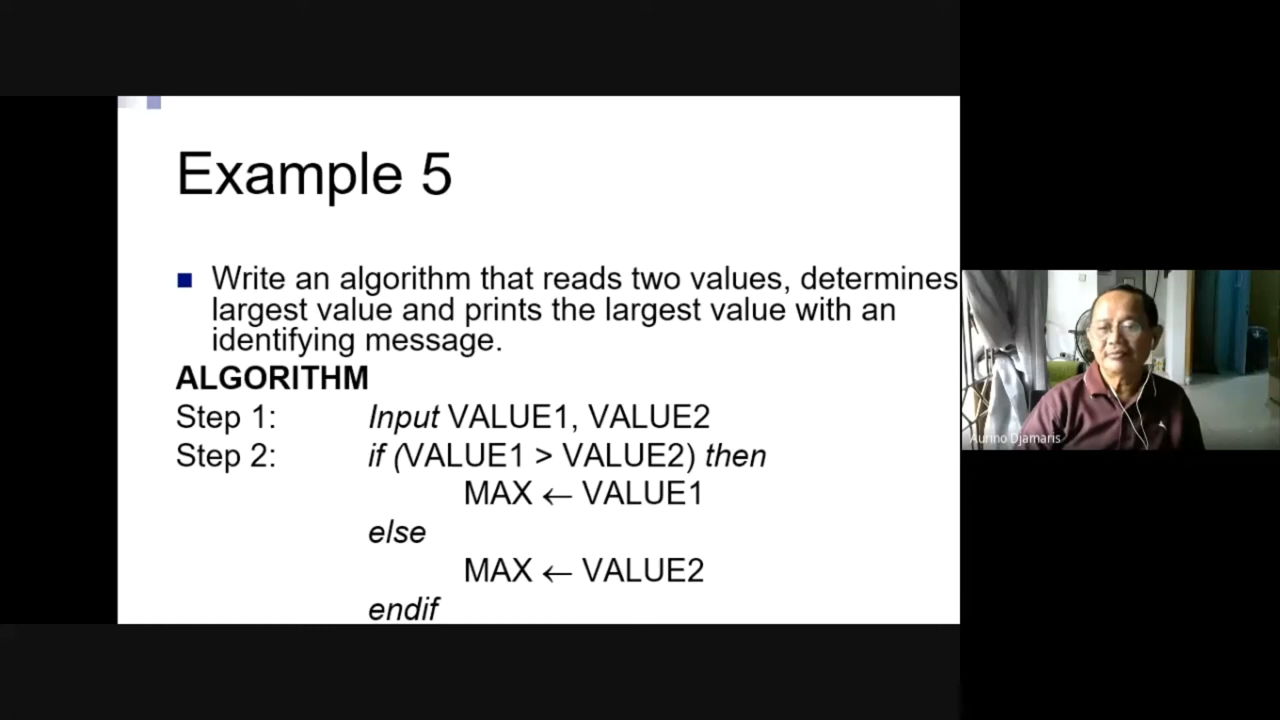 Example 5
Write an algorithm that reads two values, determines
largest value and prints the largest value with an
identifying message.
ALGORITHM
Step 1: Input VALUE1, VALUE2
Step 2: if (VALUE1 > VALUE2) then
MAX ← VALUE1
else
MAX ← VALUE2
endif
Aurino Djamaris